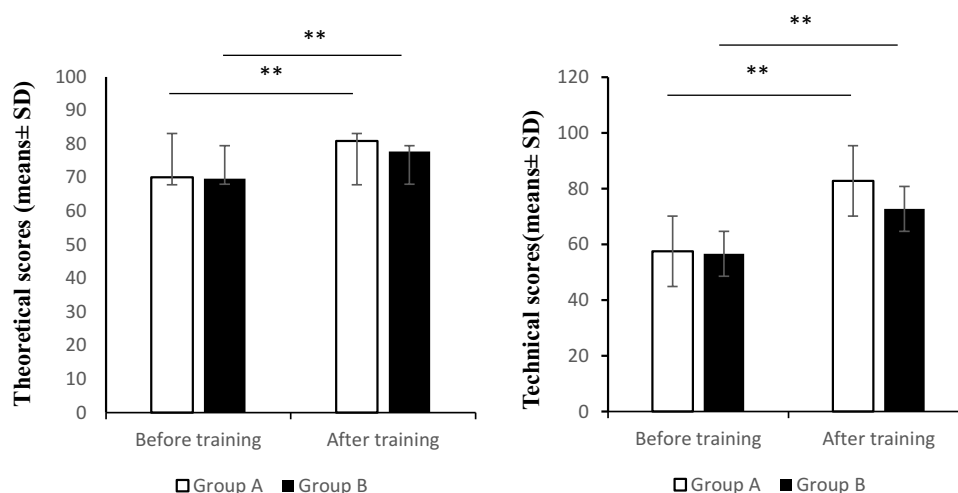 Theoretical scores (means± SD)
**
**
100
90
80
70
60
50
40
30
20
10
0
Before training
After training
Group A
Group B
Technical scores(means± SD)
**
**
120
100
80
60
40
20
0
Before training
After training
Group A
Group B